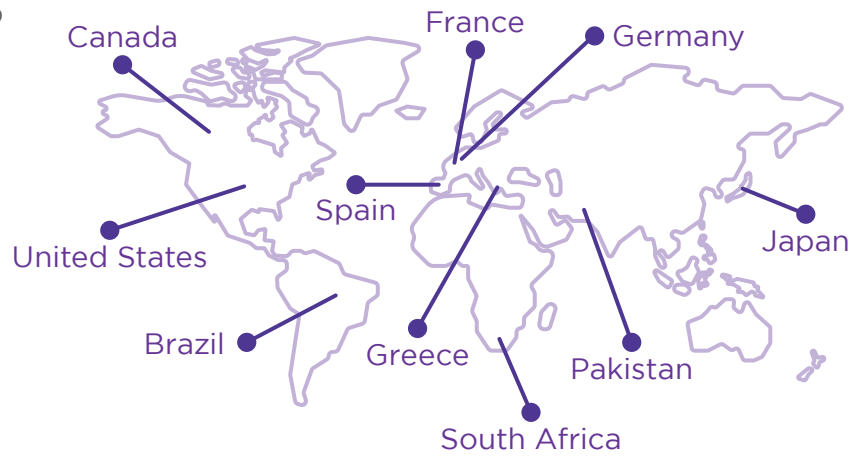 France
Canada
Germany
Spain
United States
Japan
Brazil
Greece
Pakistan
South Africa